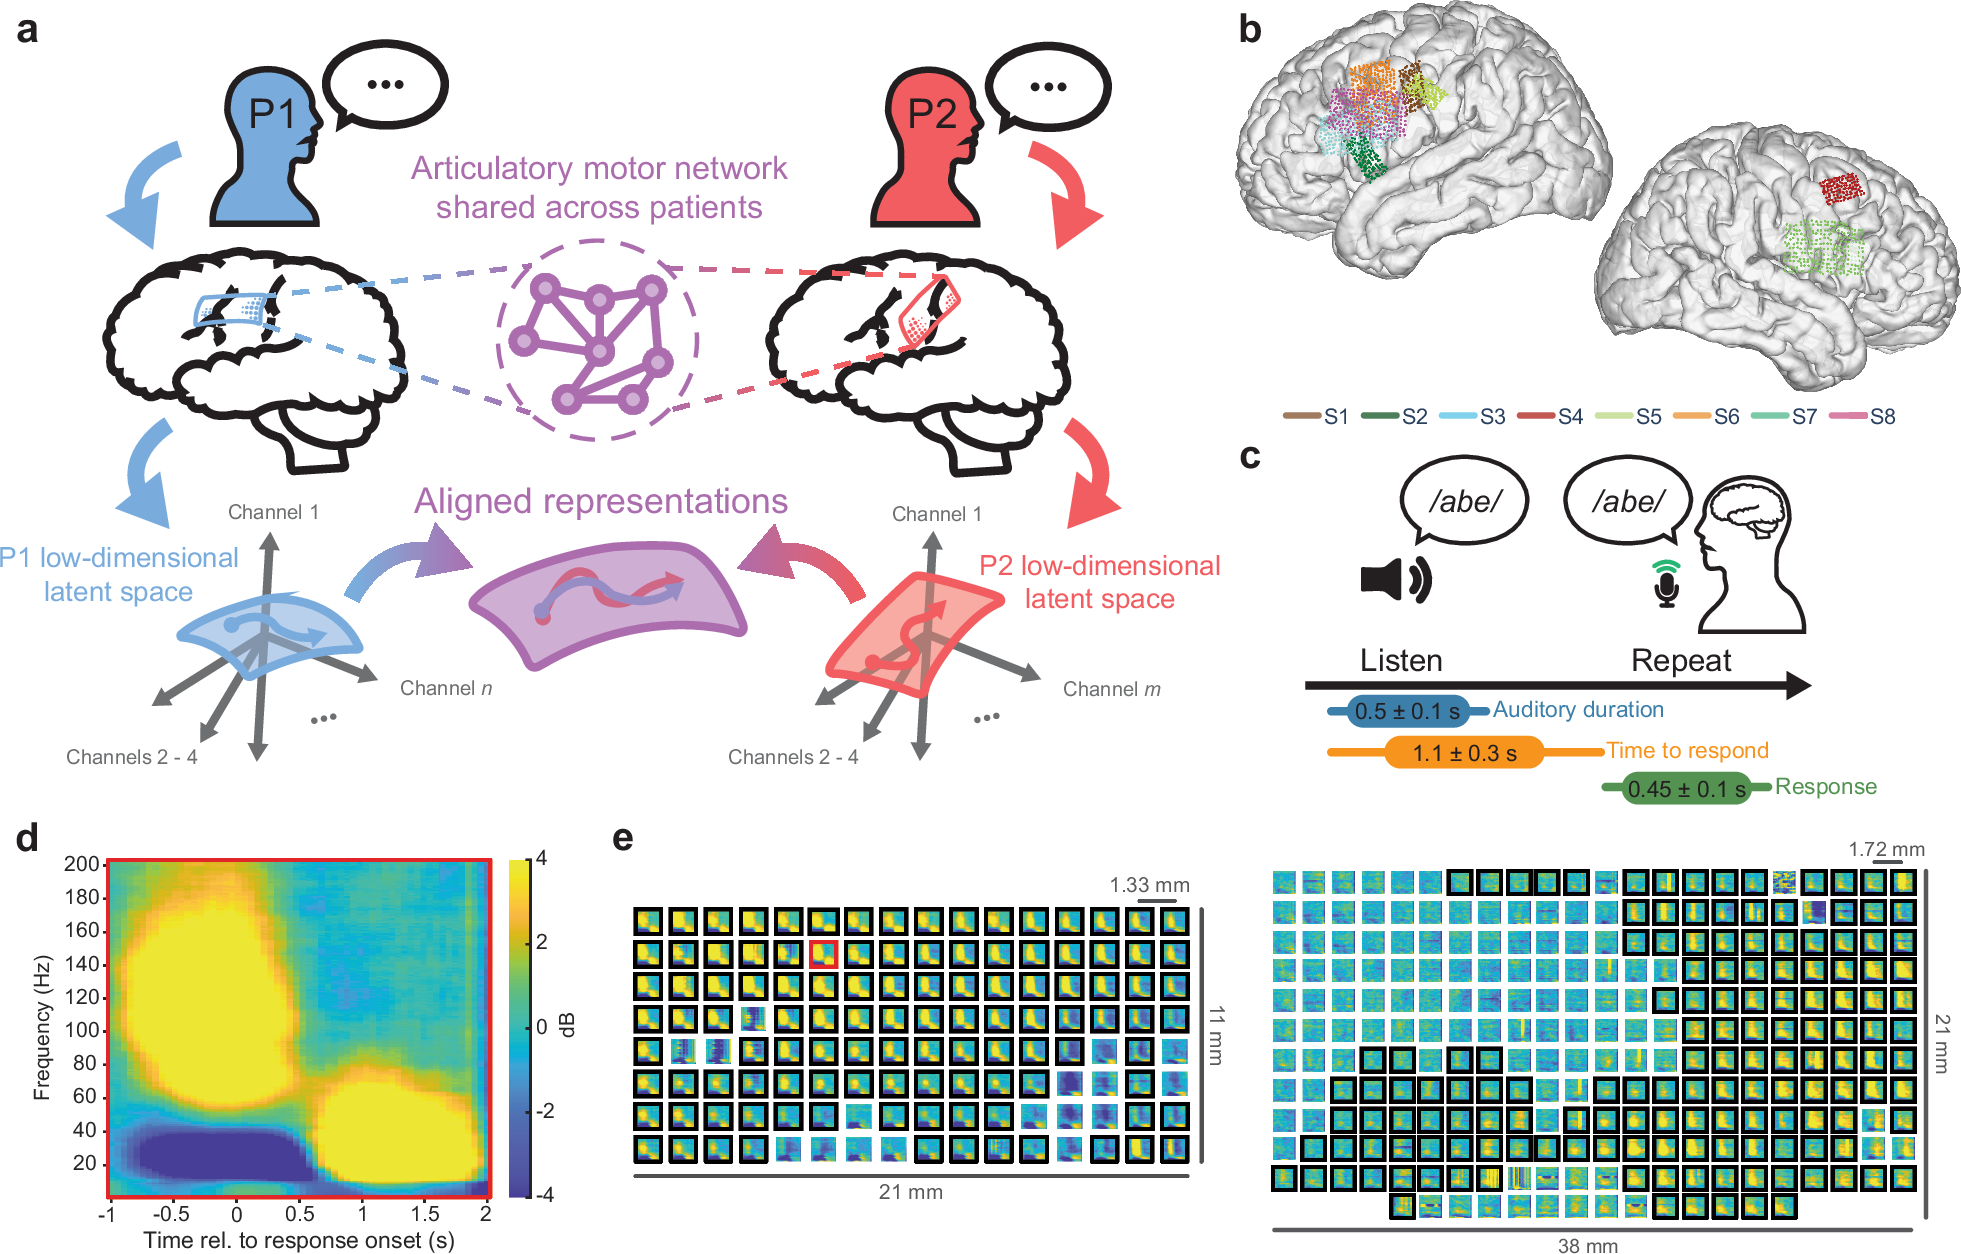 a
P1
...
P2
...
Articulatory motor network
shared across patients
Aligned representations
Channel 1
P1 low-dimensional
latent space
Channel n
...
Channels 2 - 4
Channel 1
P2 low-dimensional
latent space
Channel m
...
Channels 2 - 4
b
S1 S2 S3 S4 S5 S6 S7 S8
c
/abe/
/abe/
Listen
Repeat
0.5 ± 0.1 s Auditory duration
1.1 ± 0.3 s Time to respond
0.45 ± 0.1 s Response
d
200
180
160
140
120
100
80
60
40
20
Frequency (Hz)
-1 -0.5 0 0.5 1 1.5 2
Time rel. to response onset (s)
4
2
0
-2
-4
dB
e
1.33 mm
11 mm
21 mm
1.72 mm
21 mm
38 mm